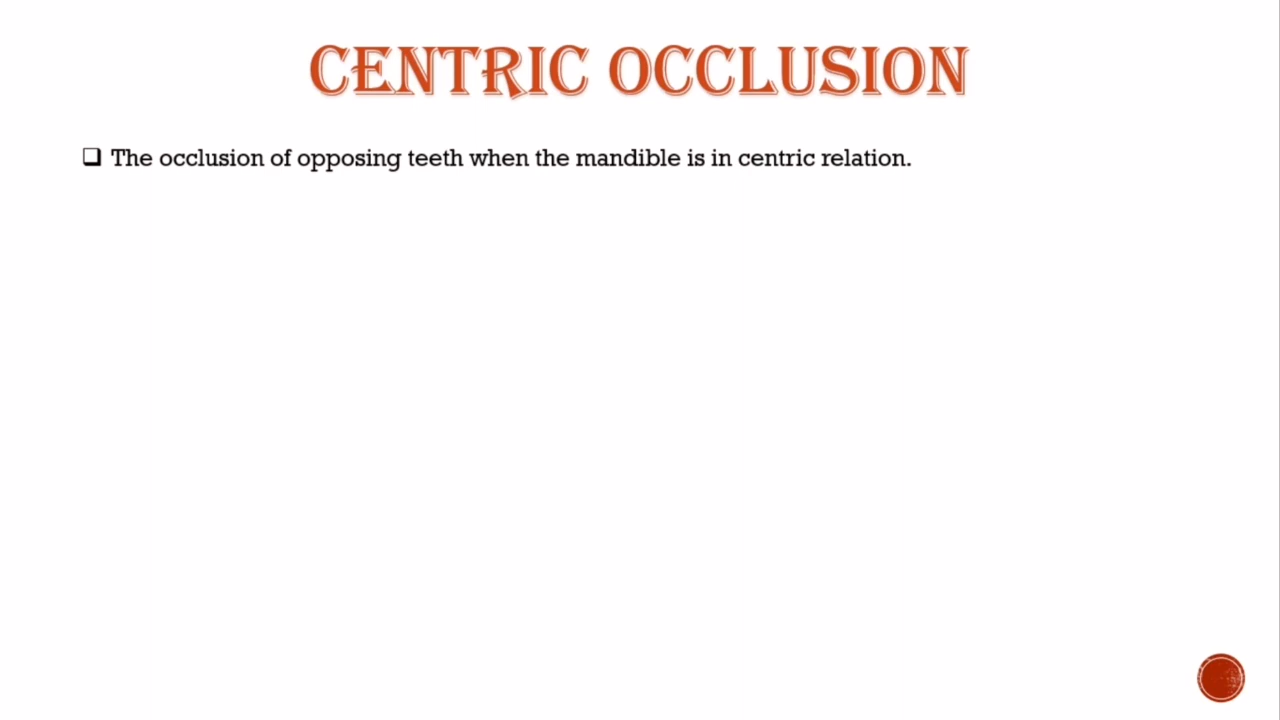 CENTRIC OCCLUSION
❑ The occlusion of opposing teeth when the mandible is in centric relation.